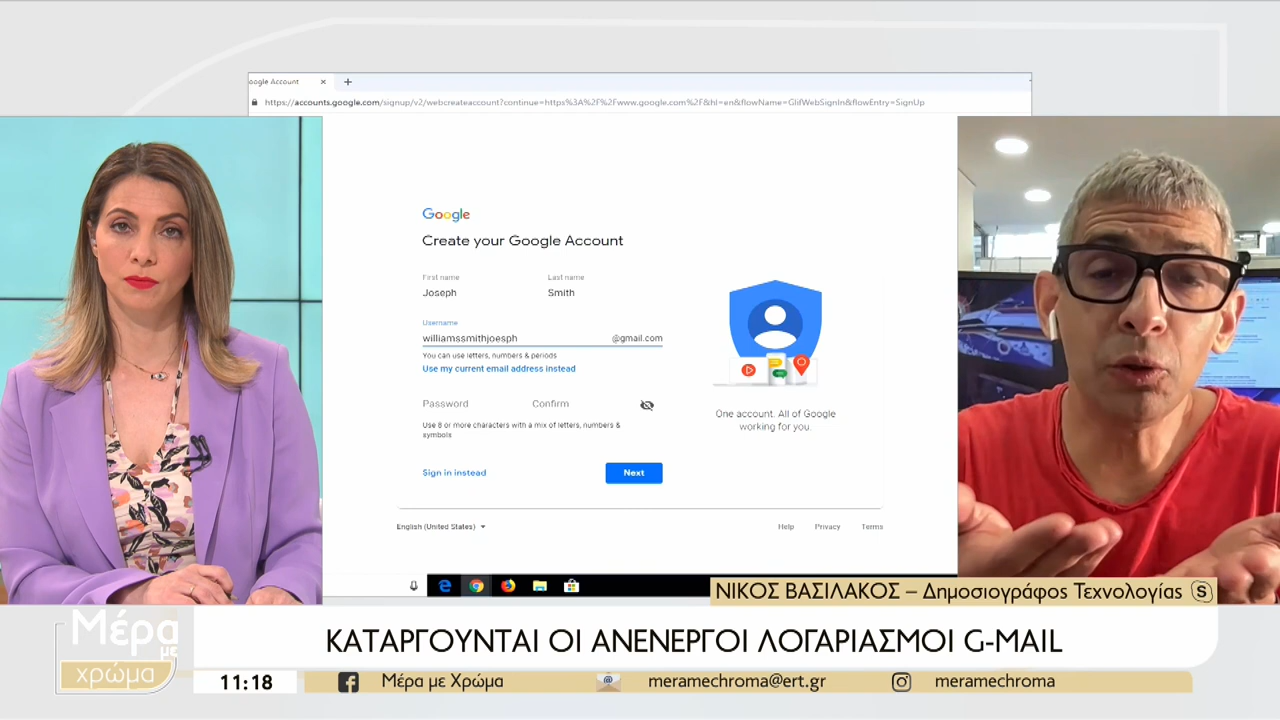 oogle Account
https://accounts.google.com/signup/v2/webcreateaccount?continue=https%3A%2F%2Fwww.google.com%2F&hl=en&flowName=GlifWebSignIn&flowEntry=SignUp
Google
Create your Google Account
First name Last name
Joseph Smith
Username
williamssmithjoesph @gmail.com
You can use letters, numbers & periods
Use my current email address instead
Password Confirm
Use 8 or more characters with a mix of letters, numbers &
symbols
Sign in instead Next
One account. All of Google
working for you.
English (United States) Help Privacy Terms
ΝΙΚΟΣ ΒΑΣΙΛΑΚΟΣ – Δημοσιογράφος Τεχνολογίας
Μέρα
με
χρώμα
ΚΑΤΑΡΓΟΥΝΤΑΙ ΟΙ ΑΝΕΝΕΡΓΟΙ ΛΟΓΑΡΙΑΣΜΟΙ G-MAIL
11:18 Μέρα με Χρώμα meramechroma@ert.gr meramechroma